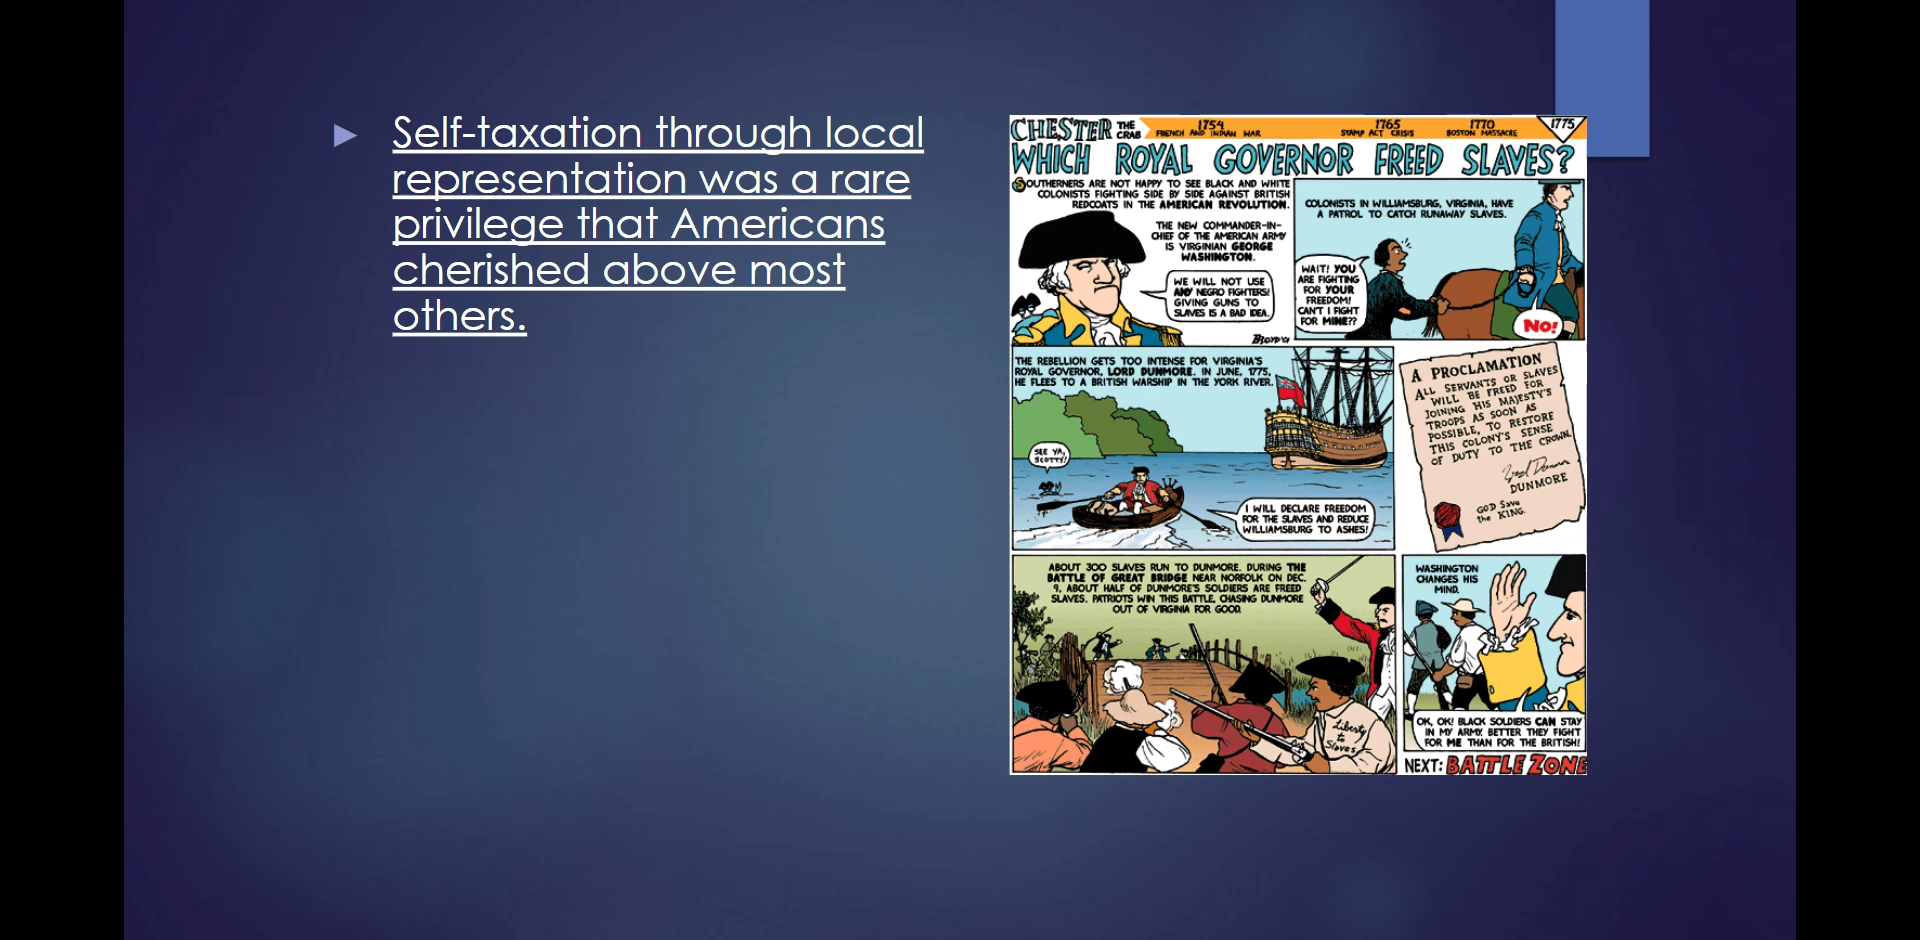 Self-taxation through local
representation was a rare
privilege that Americans
cherished above most
others.
CHESTER THE CRAB
1754
FRENCH AND INDIAN WAR
1765
STAMP ACT CRISIS
1770
BOSTON MASSACRE
1775
WHICH ROYAL GOVERNOR FREED SLAVES?
SOUTHERNERS ARE NOT HAPPY TO SEE BLACK AND WHITE
COLONISTS FIGHTING SIDE BY SIDE AGAINST BRITISH
REDCOATS IN THE AMERICAN REVOLUTION.
THE NEW COMMANDER-IN-
CHIEF OF THE AMERICAN ARMY
IS VIRGINIAN GEORGE
WASHINGTON.
WE WILL NOT USE
ANY NEGRO FIGHTERS!
GIVING GUNS TO
SLAVES IS A BAD IDEA.
COLONISTS IN WILLIAMSBURG, VIRGINIA, HAVE
A PATROL TO CATCH RUNAWAY SLAVES.
WAIT! YOU
ARE FIGHTING
FOR YOUR
FREEDOM!
CAN'T I FIGHT
FOR MINE??
NO!
THE REBELLION GETS TOO INTENSE FOR VIRGINIA'S
ROYAL GOVERNOR, LORD DUNMORE. IN JUNE, 1775,
HE FLEES TO A BRITISH WARSHIP IN THE YORK RIVER.
SEE YA,
SCOTTY!
I WILL DECLARE FREEDOM
FOR THE SLAVES AND REDUCE
WILLIAMSBURG TO ASHES!
A PROCLAMATION
ALL SERVANTS OR SLAVES
WILL BE FREED FOR
JOINING HIS MAJESTY'S
TROOPS AS SOON AS
POSSIBLE, TO RESTORE
THIS COLONY'S SENSE
OF DUTY TO THE CROWN.
DUNMORE
GOD Save
the KING.
ABOUT 300 SLAVES RUN TO DUNMORE. DURING THE
BATTLE OF GREAT BRIDGE NEAR NORFOLK ON DEC.
9, ABOUT HALF OF DUNMORE'S SOLDIERS ARE FREED
SLAVES. PATRIOTS WIN THIS BATTLE, CHASING DUNMORE
OUT OF VIRGINIA FOR GOOD.
Liberty
to
Slaves
WASHINGTON
CHANGES HIS
MIND.
OK, OK! BLACK SOLDIERS CAN STAY
IN MY ARMY. BETTER THEY FIGHT
FOR ME THAN FOR THE BRITISH!
NEXT: BATTLE ZONE